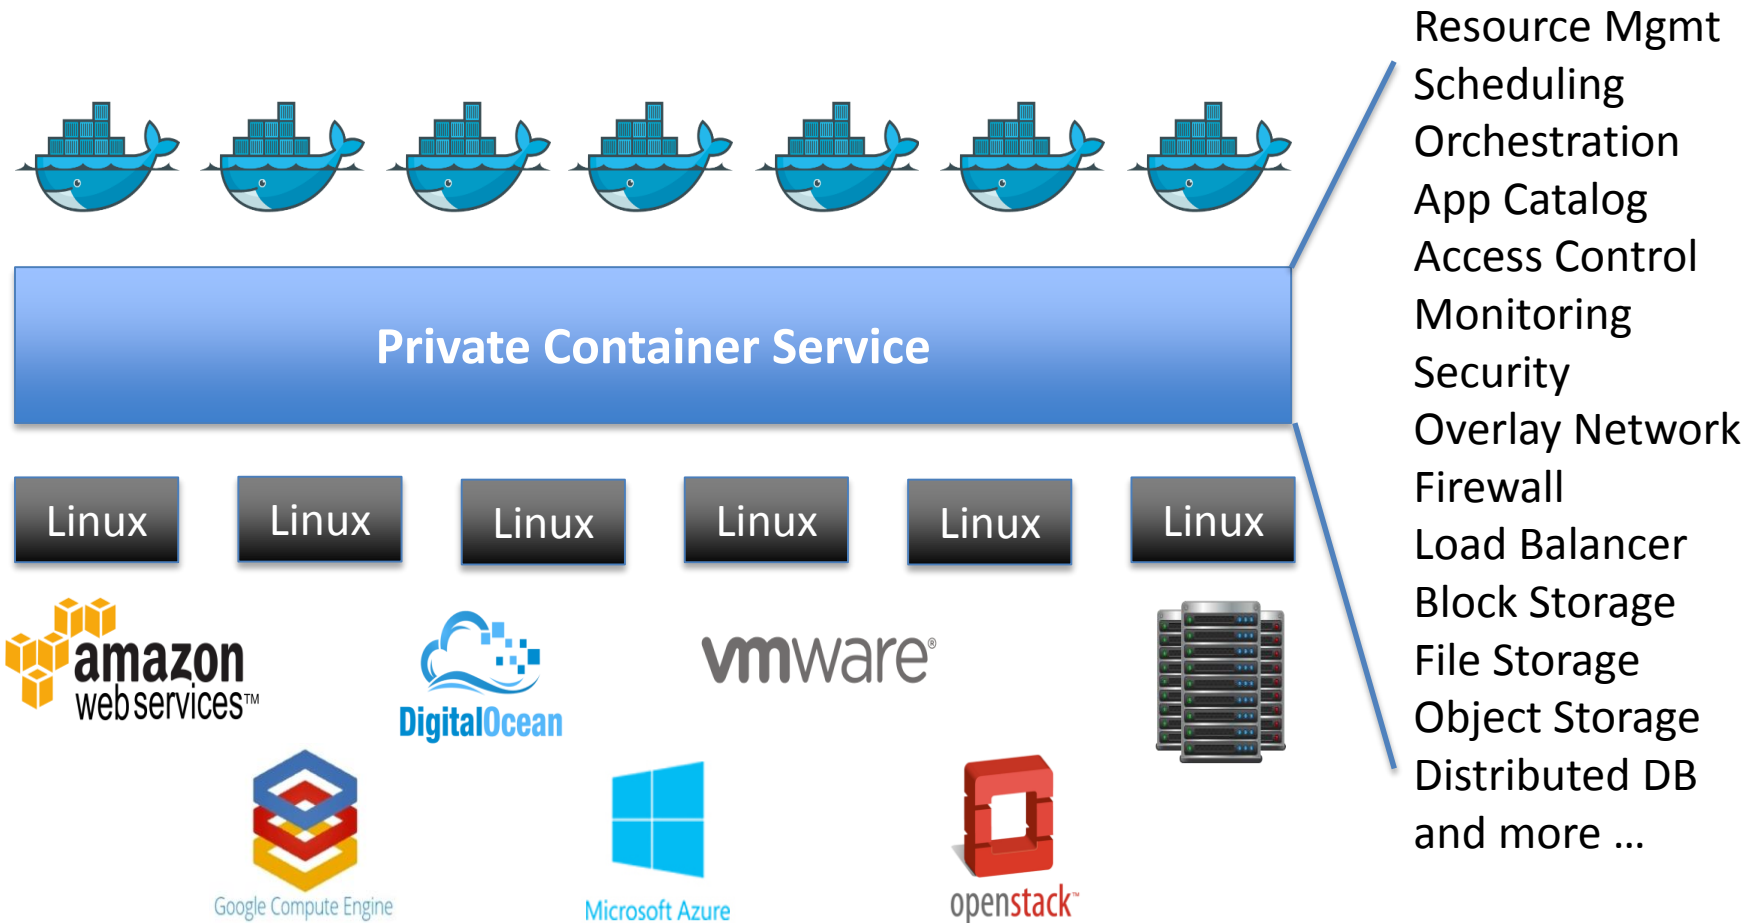 Resource Mgmt
Scheduling
Orchestration
App Catalog
Access Control
Monitoring
Security
Overlay Network
Firewall
Load Balancer
Block Storage
File Storage
Object Storage
Distributed DB
and more ...
Private Container Service
Linux
Linux
Linux
Linux
Linux
Linux
amazon
web services™
DigitalOcean
vmware®
Google Compute Engine
Microsoft Azure
openstack™